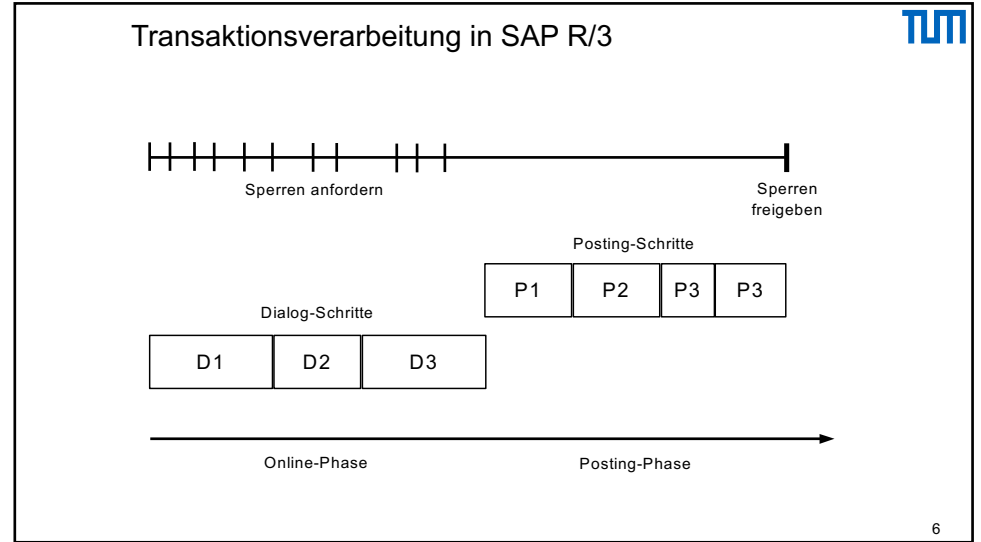 Transaktionsverarbeitung in SAP R/3
TUM
Sperren anfordern
Sperren
freigeben
Posting-Schritte
P1 P2 P3 P3
Dialog-Schritte
D1 D2 D3
Online-Phase Posting-Phase
6